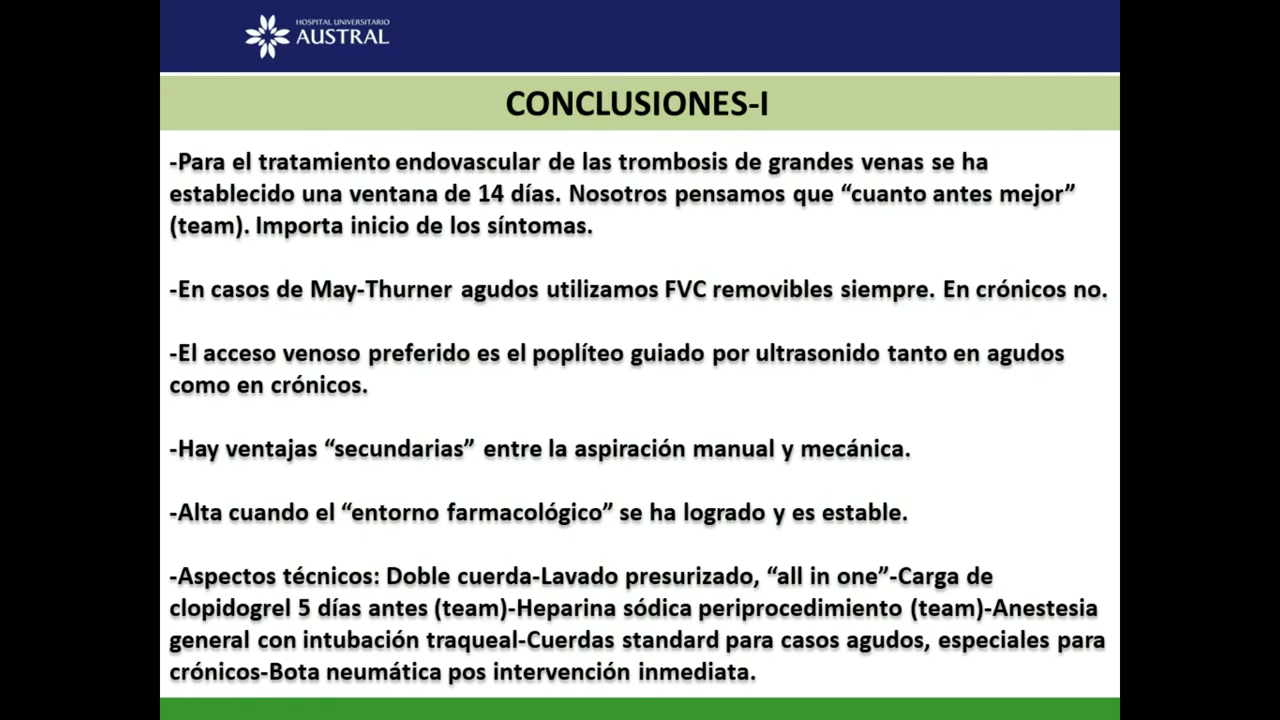 HOSPITAL UNIVERSITARIO
AUSTRAL
CONCLUSIONES-I
-Para el tratamiento endovascular de las trombosis de grandes venas se ha
establecido una ventana de 14 días. Nosotros pensamos que “cuanto antes mejor”
(team). Importa inicio de los síntomas.
-En casos de May-Thurner agudos utilizamos FVC removibles siempre. En crónicos no.
-El acceso venoso preferido es el poplíteo guiado por ultrasonido tanto en agudos
como en crónicos.
-Hay ventajas “secundarias” entre la aspiración manual y mecánica.
-Alta cuando el “entorno farmacológico” se ha logrado y es estable.
-Aspectos técnicos: Doble cuerda-Lavado presurizado, “all in one”-Carga de
clopidogrel 5 días antes (team)-Heparina sódica periprocedimiento (team)-Anestesia
general con intubación traqueal-Cuerdas standard para casos agudos, especiales para
crónicos-Bota neumática pos intervención inmediata.